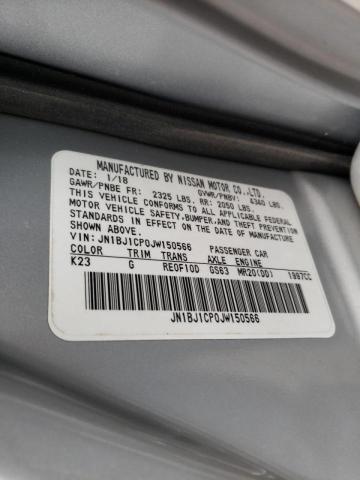 MANUFACTURED BY NISSAN MOTOR CO.,LTD.
DATE: 1/18 GVWR/PNBV: 4340 LBS.
GAWR/PNBE FR: 2325 LBS. RR: 2050 LBS.
THIS VEHICLE CONFORMS TO ALL APPLICABLE FEDERAL
MOTOR VEHICLE SAFETY, BUMPER, AND THEFT PREVENTION
STANDARDS IN EFFECT ON THE DATE OF MANUFACTURE
SHOWN ABOVE.
VIN: JN1BJ1CP0JW150566 PASSENGER CAR
COLOR TRIM TRANS AXLE ENGINE
K23 G RE0F10D GS63 MR20(DD) 1997CC
JN1BJ1CP0JW150566